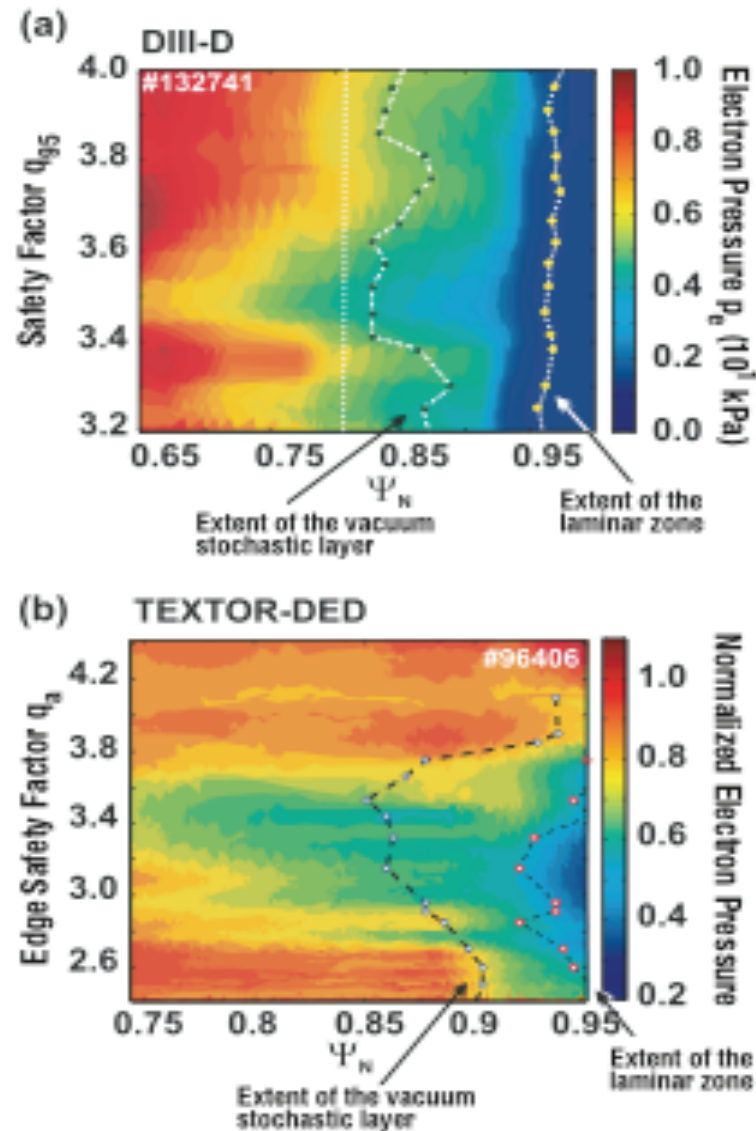 (a) DIII-D
#132741
4.0
3.8
3.6
3.4
3.2
Safety Factor q95
0.65 0.75 0.85 0.95
ΨN
1.0
0.8
0.6
0.4
0.2
0.0
Electron Pressure pe (10¹ kPa)
Extent of the vacuum
stochastic layer
Extent of the
laminar zone
(b) TEXTOR-DED
#96406
4.2
3.8
3.4
3.0
2.6
Edge Safety Factor qa
0.75 0.8 0.85 0.9 0.95
ΨN
1.0
0.8
0.6
0.4
0.2
Normalized Electron Pressure
Extent of the vacuum
stochastic layer
Extent of the
laminar zone